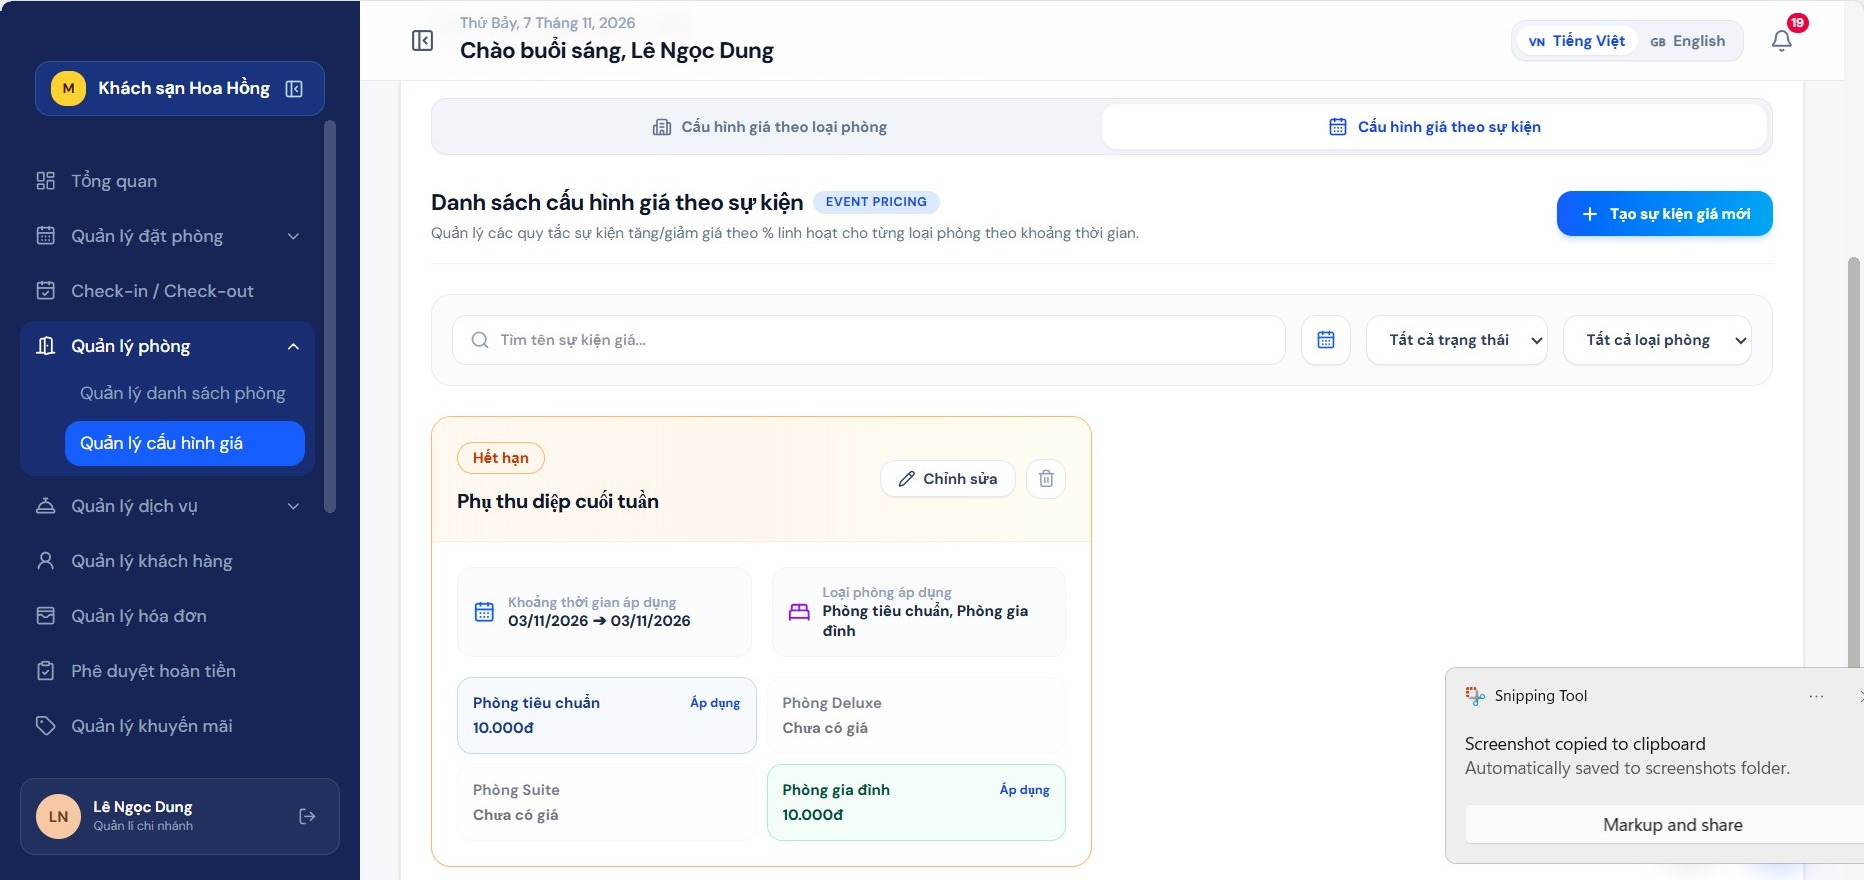 Khách sạn Hoa Hồng
M
Tổng quan
Quản lý đặt phòng
Check-in / Check-out
Quản lý phòng
Quản lý danh sách phòng
Quản lý cấu hình giá
Quản lý dịch vụ
Quản lý khách hàng
Quản lý hóa đơn
Phê duyệt hoàn tiền
Quản lý khuyến mãi
LN
Lê Ngọc Dung
Quản lí chi nhánh
Thứ Bảy, 7 Tháng 11, 2026
Chào buổi sáng, Lê Ngọc Dung
VN Tiếng Việt
GB English
19
Cấu hình giá theo loại phòng
Cấu hình giá theo sự kiện
Danh sách cấu hình giá theo sự kiện
EVENT PRICING
Quản lý các quy tắc sự kiện tăng/giảm giá theo % linh hoạt cho từng loại phòng theo khoảng thời gian.
+ Tạo sự kiện giá mới
Tìm tên sự kiện giá...
Tất cả trạng thái
Tất cả loại phòng
Hết hạn
Phụ thu diệp cuối tuần
Chỉnh sửa
Khoảng thời gian áp dụng
03/11/2026 ➔ 03/11/2026
Loại phòng áp dụng
Phòng tiêu chuẩn, Phòng gia
đình
Phòng tiêu chuẩn
Áp dụng
10.000đ
Phòng Deluxe
Chưa có giá
Phòng Suite
Chưa có giá
Phòng gia đình
Áp dụng
10.000đ
Snipping Tool
...
Screenshot copied to clipboard
Automatically saved to screenshots folder.
Markup and share